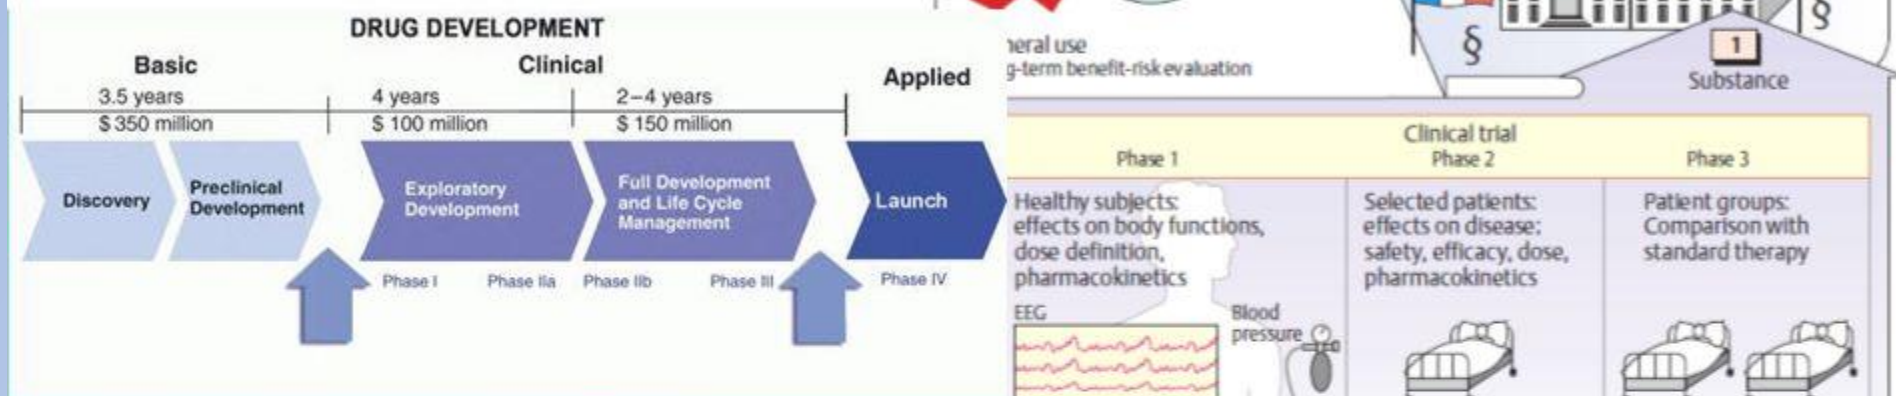 DRUG DEVELOPMENT
Basic
Clinical
Applied
3.5 years
4 years
2–4 years
$ 350 million
$ 100 million
$ 150 million
Discovery
Preclinical
Development
Exploratory
Development
Full Development
and Life Cycle
Management
Launch
Phase I
Phase IIa
Phase IIb
Phase III
Phase IV
use
benefit-risk evaluation
§
§
1
Substance
Clinical trial
Phase 1
Phase 2
Phase 3
Healthy subjects:
effects on body functions,
dose definition,
pharmacokinetics
Selected patients:
effects on disease:
safety, efficacy, dose,
pharmacokinetics
Patient groups:
Comparison with
standard therapy
EEG
Blood
pressure